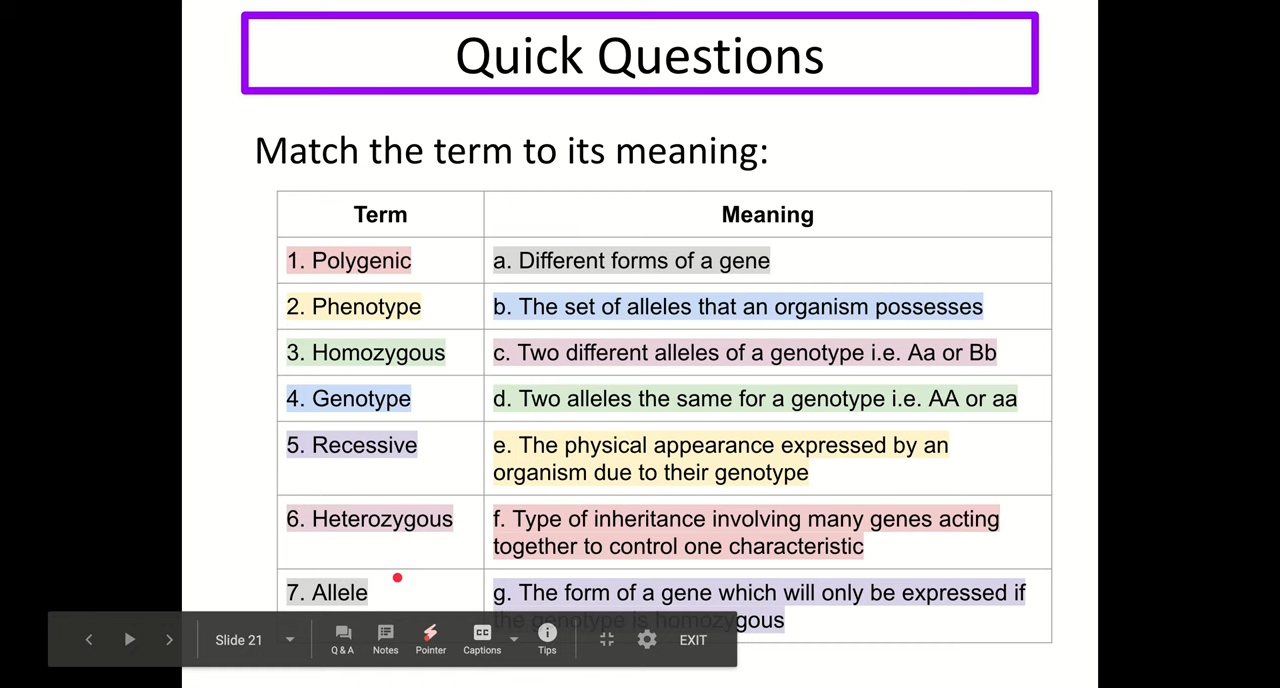 Quick Questions
Match the term to its meaning:
Term Meaning
1. Polygenic a. Different forms of a gene
2. Phenotype b. The set of alleles that an organism possesses
3. Homozygous c. Two different alleles of a genotype i.e. Aa or Bb
4. Genotype d. Two alleles the same for a genotype i.e. AA or aa
5. Recessive e. The physical appearance expressed by an
organism due to their genotype
6. Heterozygous f. Type of inheritance involving many genes acting
together to control one characteristic
7. Allele g. The form of a gene which will only be expressed if
the genotype is homozygous
Slide 21 Q & A Notes Pointer CC Captions Tips EXIT